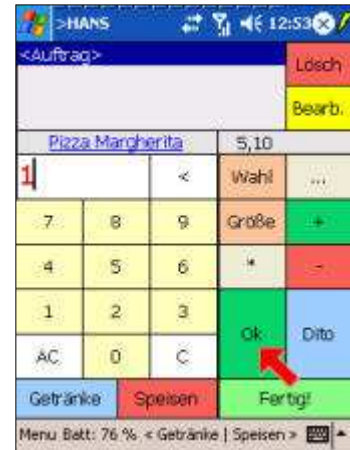 >HANS 12:53
<Auftrag> Lösch
Bearb.
Pizza Margherita 5,10
1 < Wahl ...
7 8 9 Größe +
4 5 6 * -
1 2 3 Ok Dito
AC 0 C
Getränke Speisen Fertig!
Menu Batt: 76 % < Getränke | Speisen >